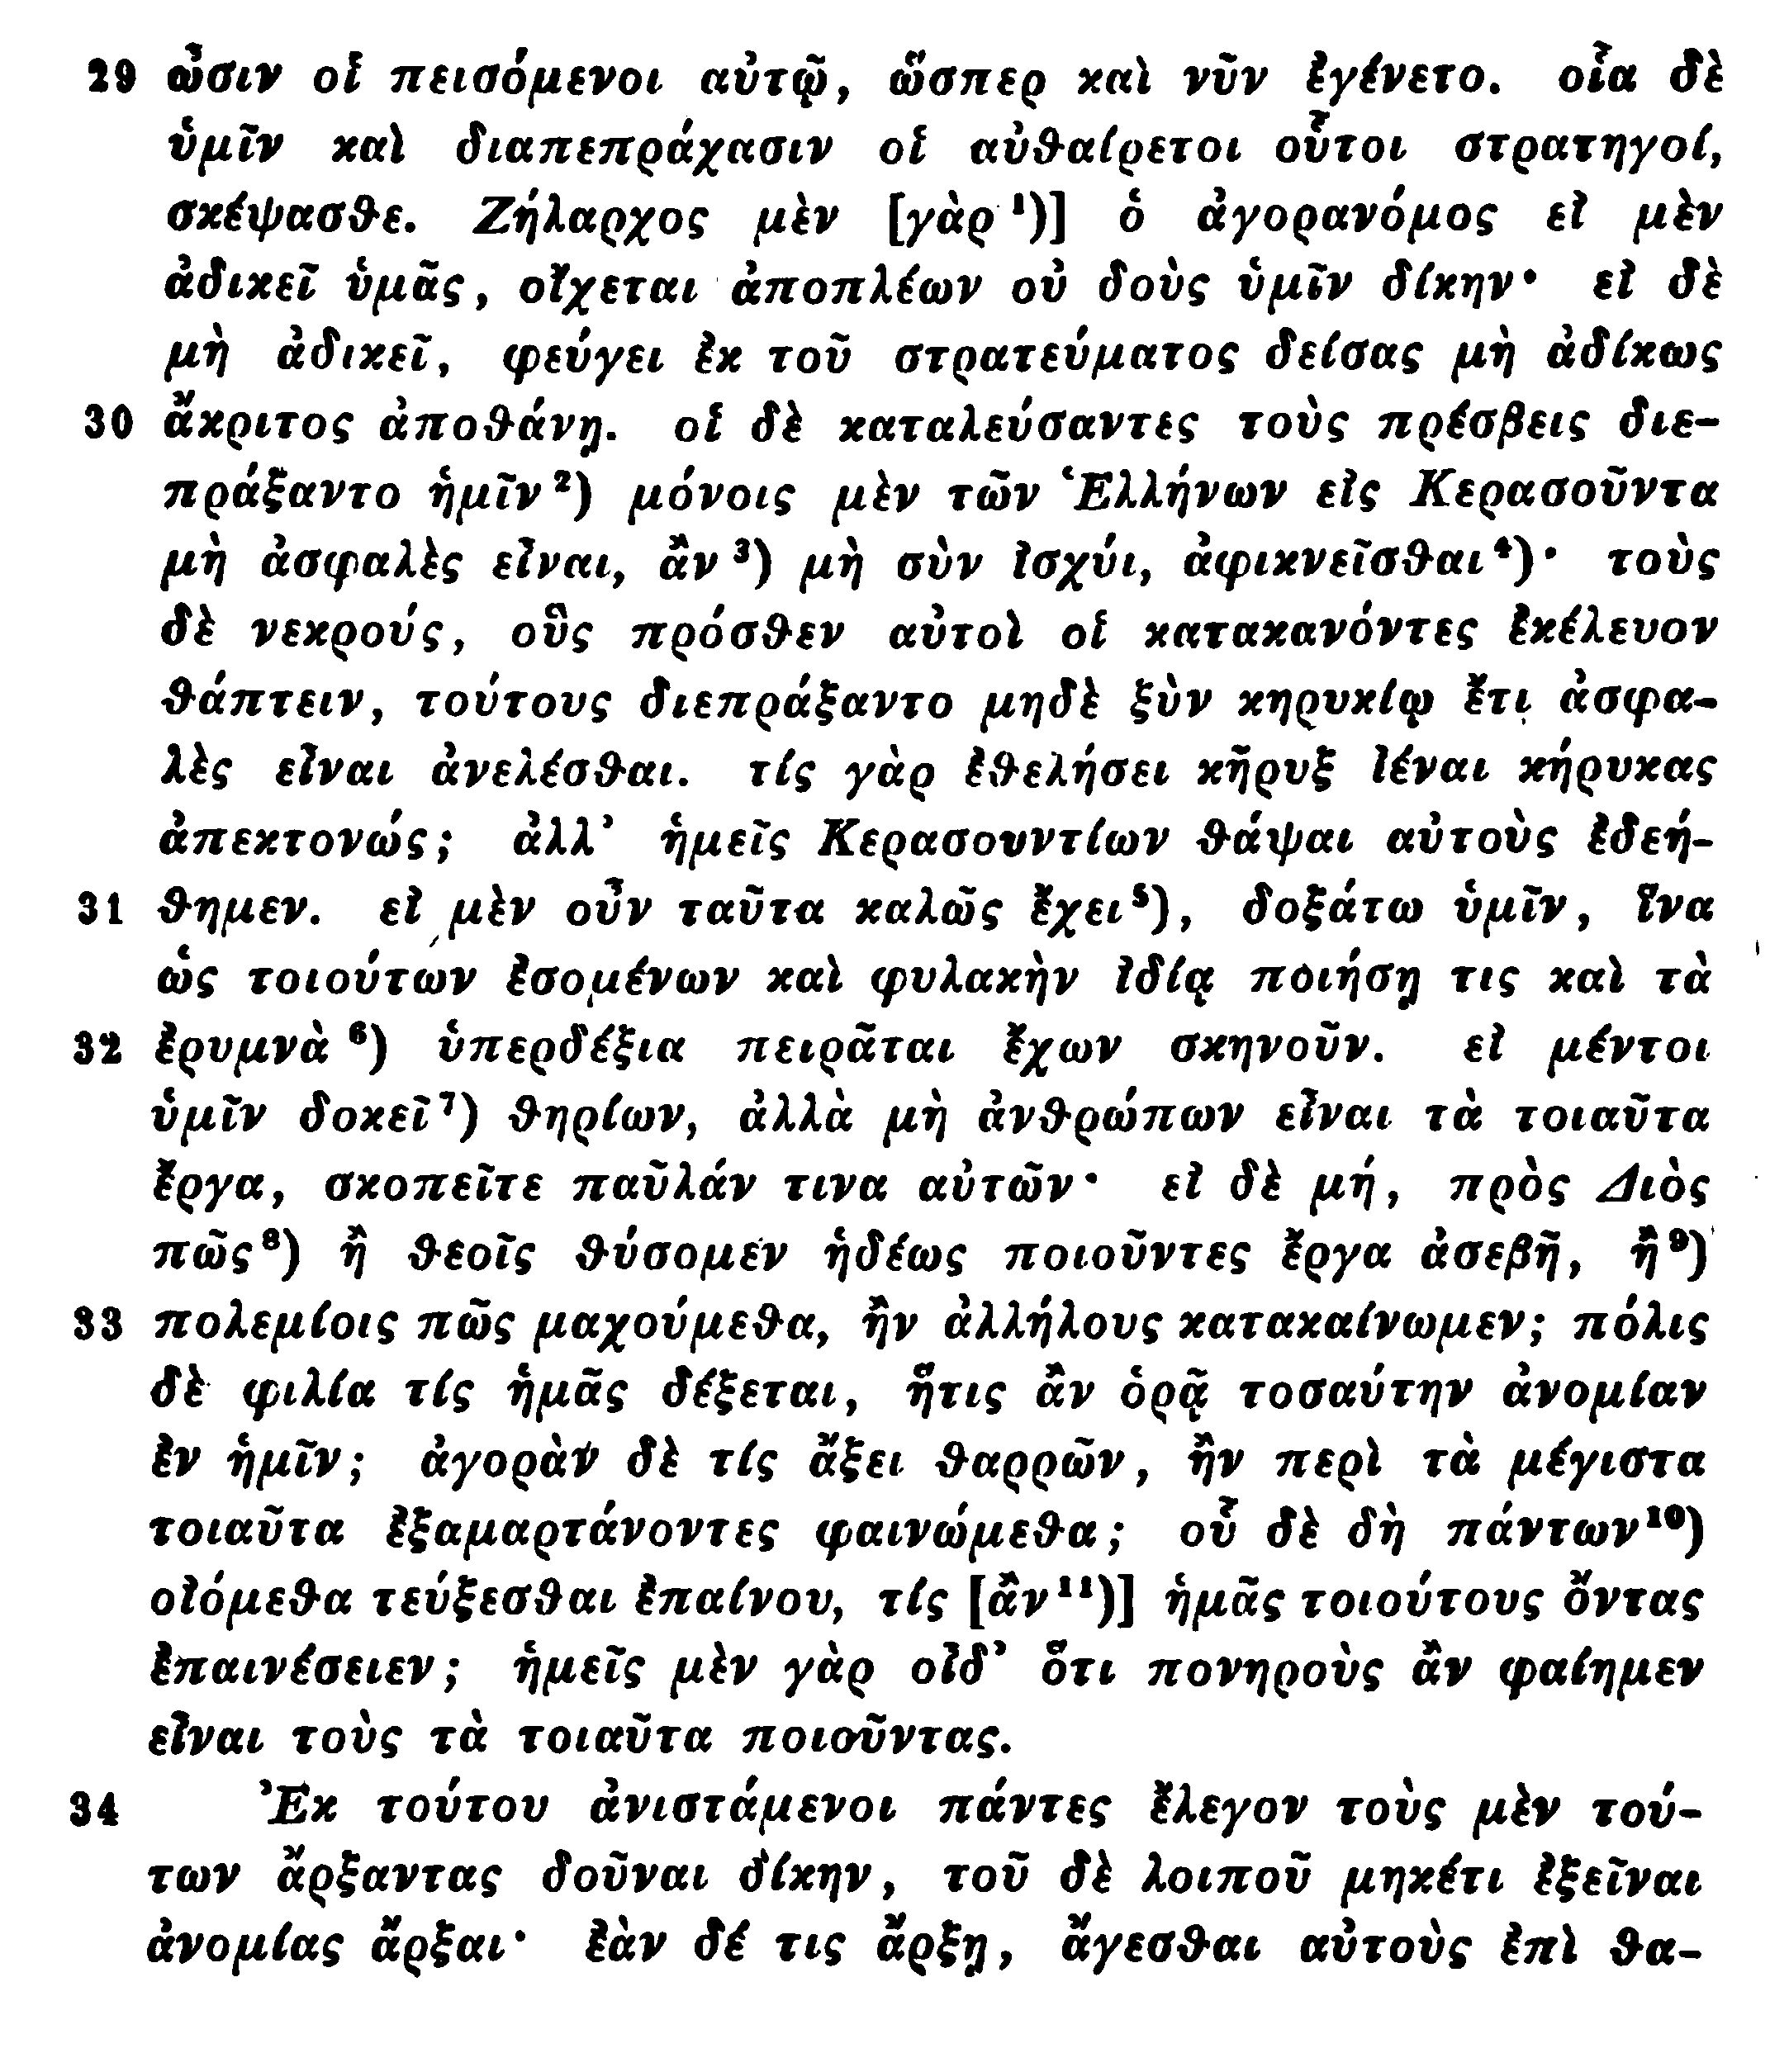 29 ὦσιν οἱ πεισόμενοι αὐτῷ, ὥσπερ καὶ νῦν ἐγένετο. οἷα δὲ
ὑμῖν καὶ διαπεπράχασιν οἱ αὐθαίρετοι οὗτοι στρατηγοί,
σκέψασθε. Ζήλαρχος μὲν [γὰρ ¹)] ὁ ἀγορανόμος εἰ μὲν
ἀδικεῖ ὑμᾶς, οἴχεται ἀποπλέων οὐ δοὺς ὑμῖν δίκην· εἰ δὲ
μὴ ἀδικεῖ, φεύγει ἐκ τοῦ στρατεύματος δείσας μὴ ἀδίκως
30 ἄκριτος ἀποθάνῃ. οἱ δὲ καταλεύσαντες τοὺς πρέσβεις διε-
πράξαντο ἡμῖν ²) μόνοις μὲν τῶν Ἑλλήνων εἰς Κερασοῦντα
μὴ ἀσφαλὲς εἶναι, ἂν ³) μὴ σὺν ἰσχύι, ἀφικνεῖσθαι ⁴)· τοὺς
δὲ νεκρούς, οὓς πρόσθεν αὐτοὶ οἱ κατακανόντες ἐκέλευον
θάπτειν, τούτους διεπράξαντο μηδὲ ξὺν κηρυκίῳ ἔτι ἀσφα-
λὲς εἶναι ἀνελέσθαι. τίς γὰρ ἐθελήσει κῆρυξ ἰέναι κήρυκας
ἀπεκτονώς; ἀλλ’ ἡμεῖς Κερασουντίων θάψαι αὐτοὺς ἐδεή-
31 θημεν. εἰ μὲν οὖν ταῦτα καλῶς ἔχει ⁵), δοξάτω ὑμῖν, ἵνα
ὡς τοιούτων ἐσομένων καὶ φυλακὴν ἰδίᾳ ποιήσῃ τις καὶ τὰ
32 ἐρυμνὰ ⁶) ὑπερδέξια πειρᾶται ἔχων σκηνοῦν. εἰ μέντοι
ὑμῖν δοκεῖ ⁷) θηρίων, ἀλλὰ μὴ ἀνθρώπων εἶναι τὰ τοιαῦτα
ἔργα, σκοπεῖτε παῦλάν τινα αὐτῶν· εἰ δὲ μή, πρὸς Διὸς
πῶς ⁸) ἢ θεοῖς θύσομεν ἡδέως ποιοῦντες ἔργα ἀσεβῆ, ἢ ⁹)
33 πολεμίοις πῶς μαχούμεθα, ἢν ἀλλήλους κατακαίνωμεν; πόλις
δὲ φιλία τίς ἡμᾶς δέξεται, ἥτις ἂν ὁρᾷ τοσαύτην ἀνομίαν
ἐν ἡμῖν; ἀγορὰν δὲ τίς ἄξει θαρρῶν, ἢν περὶ τὰ μέγιστα
τοιαῦτα ἐξαμαρτάνοντες φαινώμεθα; οὗ δὲ δὴ πάντων ¹⁰)
οἰόμεθα τεύξεσθαι ἐπαίνου, τίς [ἂν ¹¹)] ἡμᾶς τοιούτους ὄντας
ἐπαινέσειεν; ἡμεῖς μὲν γὰρ οἶδ’ ὅτι πονηροὺς ἂν φαίημεν
εἶναι τοὺς τὰ τοιαῦτα ποιοῦντας.
34 Ἐκ τούτου ἀνιστάμενοι πάντες ἔλεγον τοὺς μὲν τού-
των ἄρξαντας δοῦναι δίκην, τοῦ δὲ λοιποῦ μηκέτι ἐξεῖναι
ἀνομίας ἄρξαι· ἐὰν δέ τις ἄρξῃ, ἄγεσθαι αὐτοὺς ἐπὶ θα-